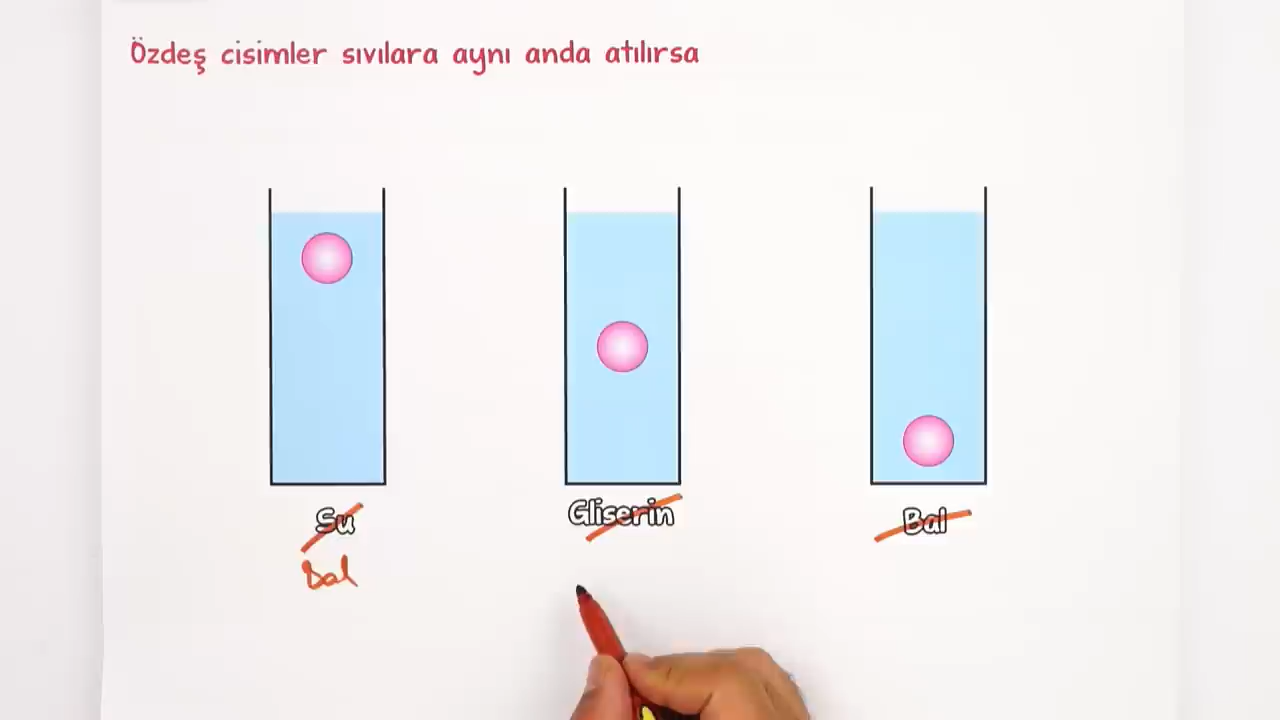 Özdeş cisimler sıvılara aynı anda atılırsa
Su
Gliserin
Bal
Bal